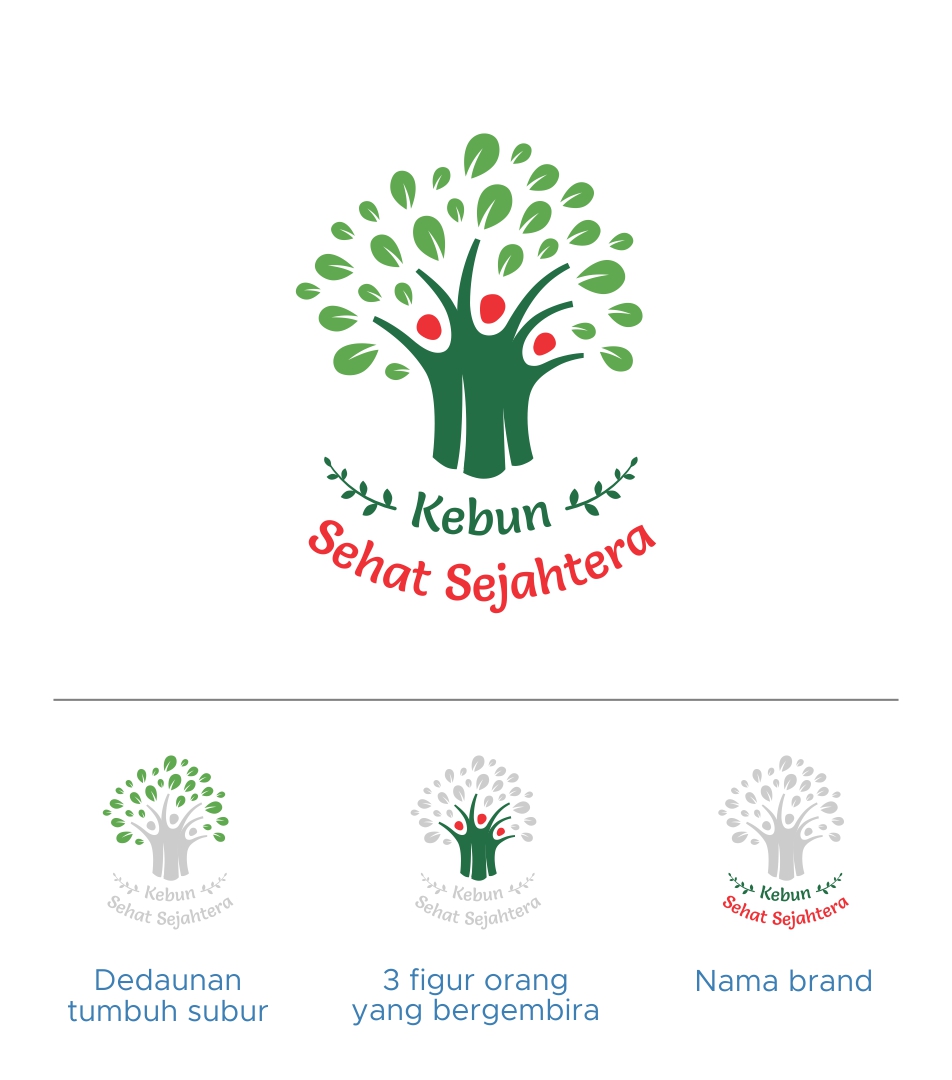 Kebun
Sehat Sejahtera
Kebun
Sehat Sejahtera
Dedaunan
tumbuh subur
Kebun
Sehat Sejahtera
3 figur orang
yang bergembira
Kebun
Sehat Sejahtera
Nama brand